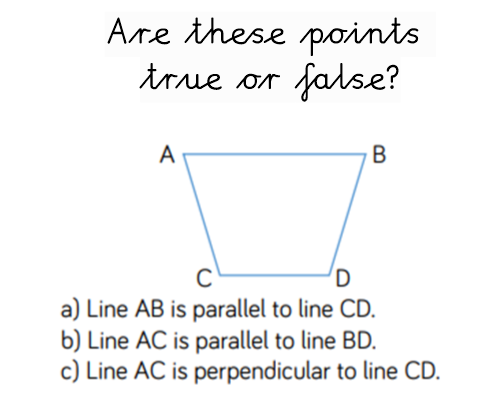 Are these points
true or false?
A B
C D
a) Line AB is parallel to line CD.
b) Line AC is parallel to line BD.
c) Line AC is perpendicular to line CD.